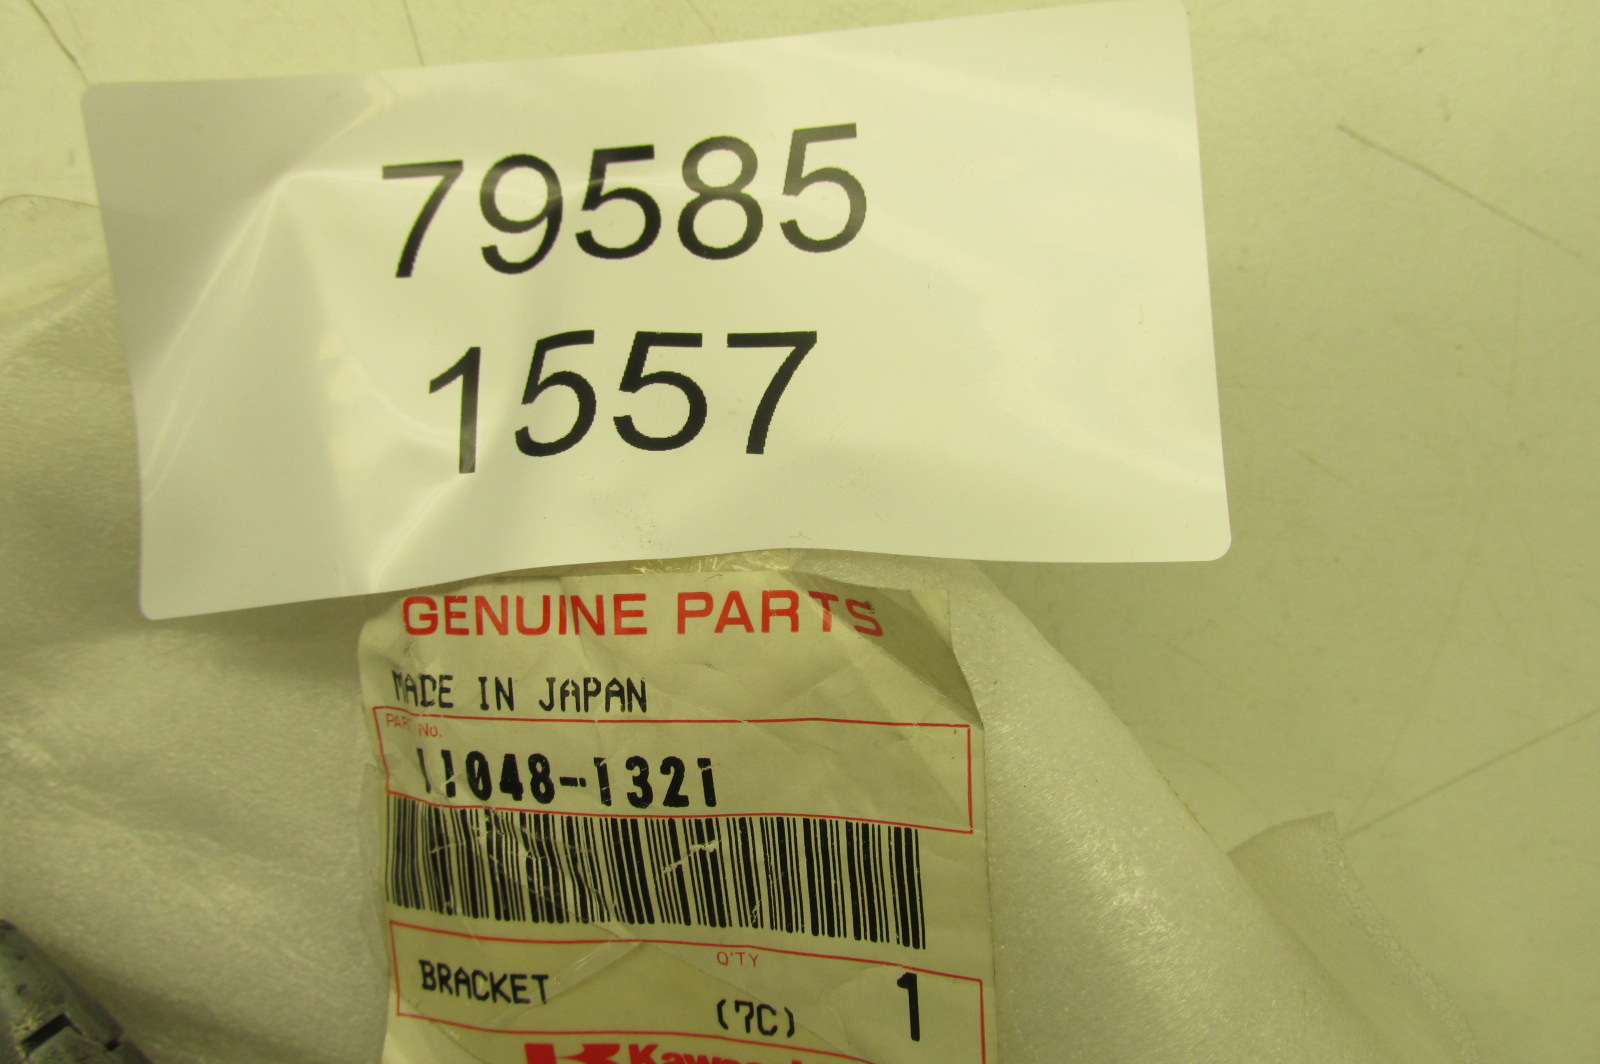 79585
1557
GENUINE PARTS
MADE IN JAPAN
PART No.
11048-1321
Q'TY
BRACKET (7C) 1